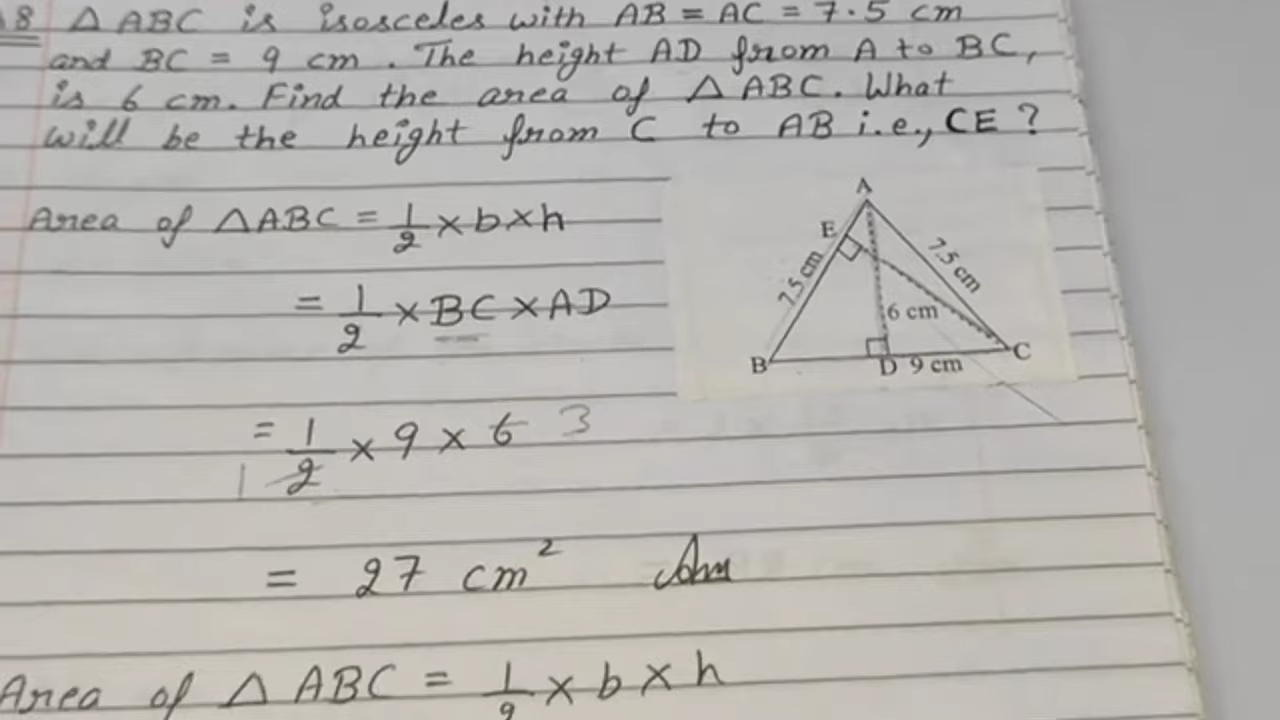 8 △ ABC is isosceles with AB = AC = 7.5 cm
and BC = 9 cm. The height AD from A to BC,
is 6 cm. Find the area of △ ABC. What
will be the height from C to AB i.e., CE ?
Area of △ABC = 1/2 × b × h
= 1/2 × BC × AD
A
E
7.5 cm
7.5 cm
6 cm
B
D 9 cm
C
= 1/2 × 9 × 6 3
1
= 27 cm² Ans
Area of △ ABC = 1/2 × b × h